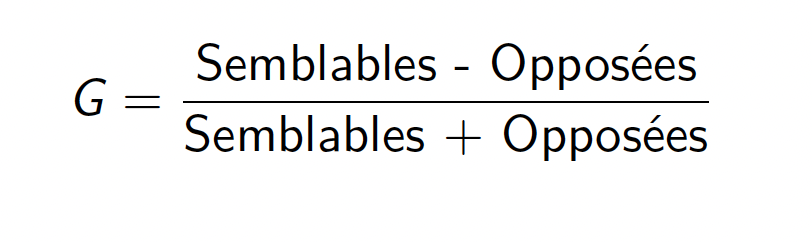 G = Semblables - Opposées
Semblables + Opposées